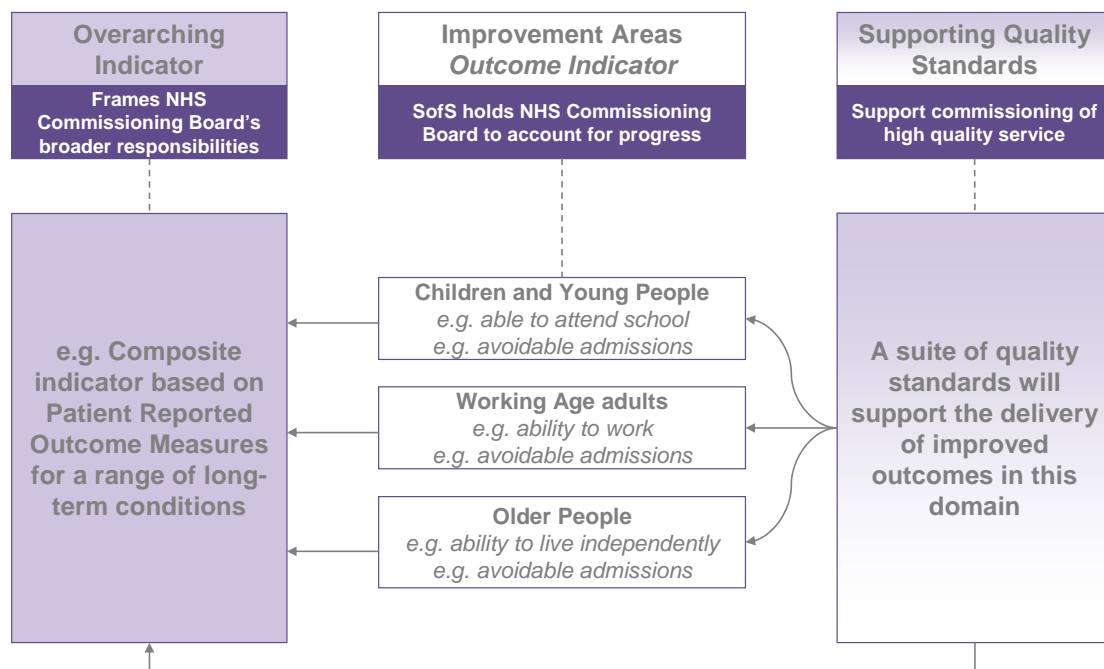 Overarching
Indicator
Frames NHS
Commissioning Board's
broader responsibilities
Improvement Areas
Outcome Indicator
SofS holds NHS Commissioning
Board to account for progress
Supporting Quality
Standards
Support commissioning of
high quality service
e.g. Composite
indicator based on
Patient Reported
Outcome Measures
for a range of long-
term conditions
Children and Young People
e.g. able to attend school
e.g. avoidable admissions
Working Age adults
e.g. ability to work
e.g. avoidable admissions
Older People
e.g. ability to live independently
e.g. avoidable admissions
A suite of quality
standards will
support the delivery
of improved
outcomes in this
domain